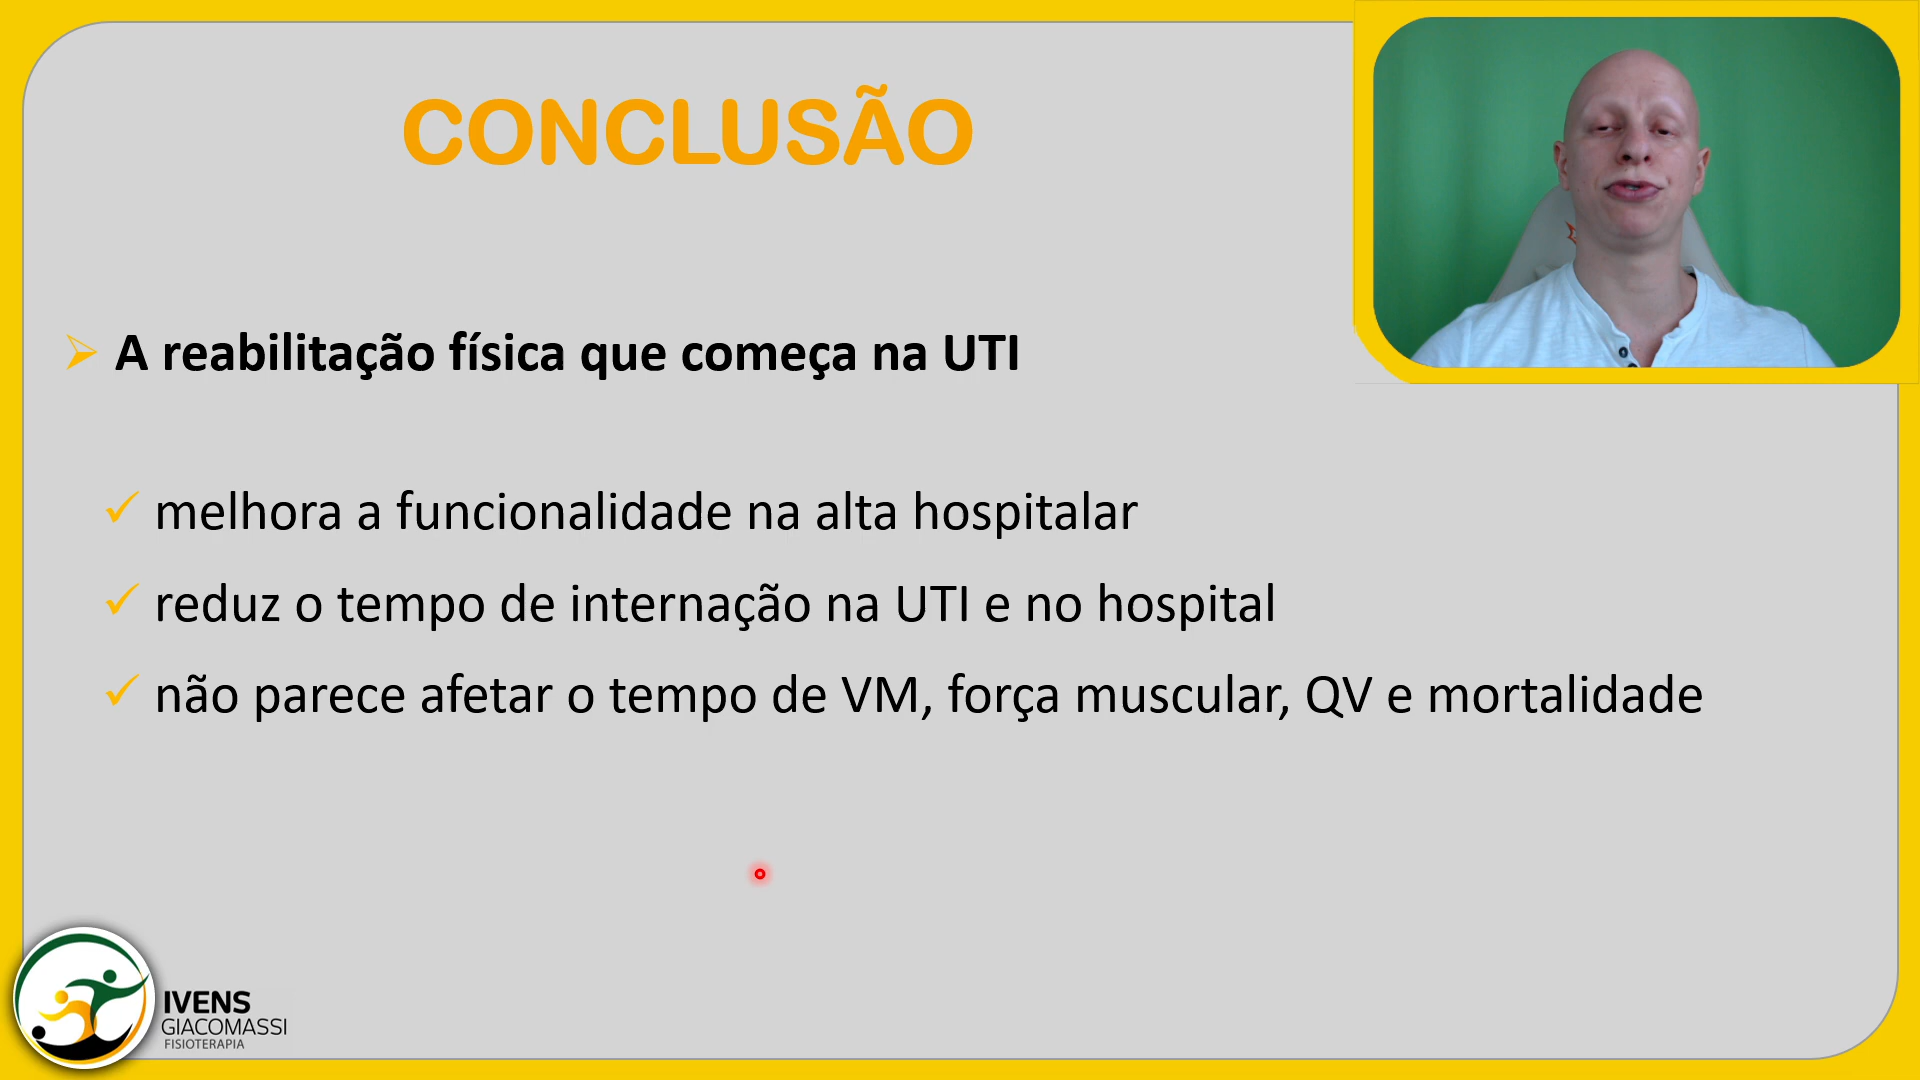 CONCLUSÃO
A reabilitação física que começa na UTI
melhora a funcionalidade na alta hospitalar
reduz o tempo de internação na UTI e no hospital
não parece afetar o tempo de VM, força muscular, QV e mortalidade
IVENS
GIACOMASSI
FISIOTERAPIA